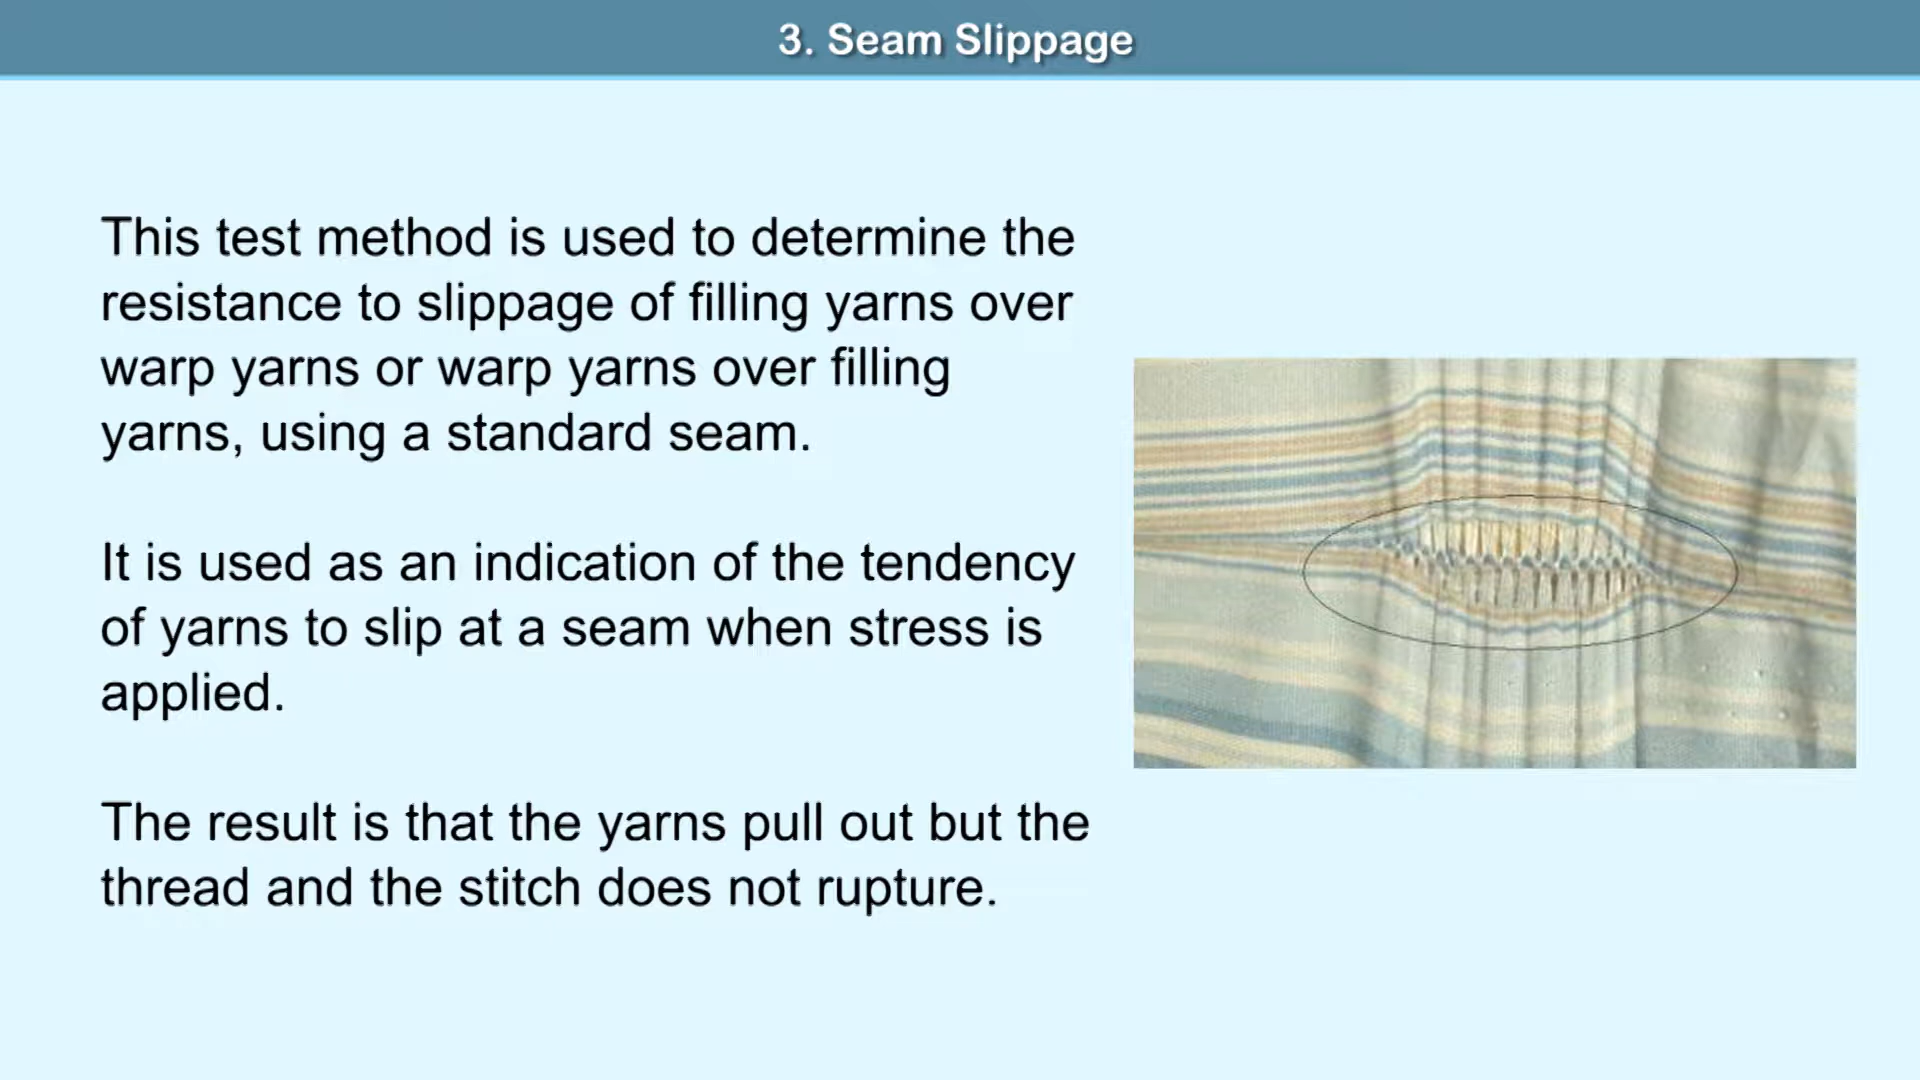 3. Seam Slippage
This test method is used to determine the
resistance to slippage of filling yarns over
warp yarns or warp yarns over filling
yarns, using a standard seam.
It is used as an indication of the tendency
of yarns to slip at a seam when stress is
applied.
The result is that the yarns pull out but the
thread and the stitch does not rupture.